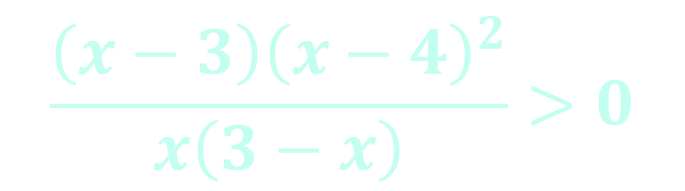 (x − 3)(x − 4)² / x(3 − x) > 0